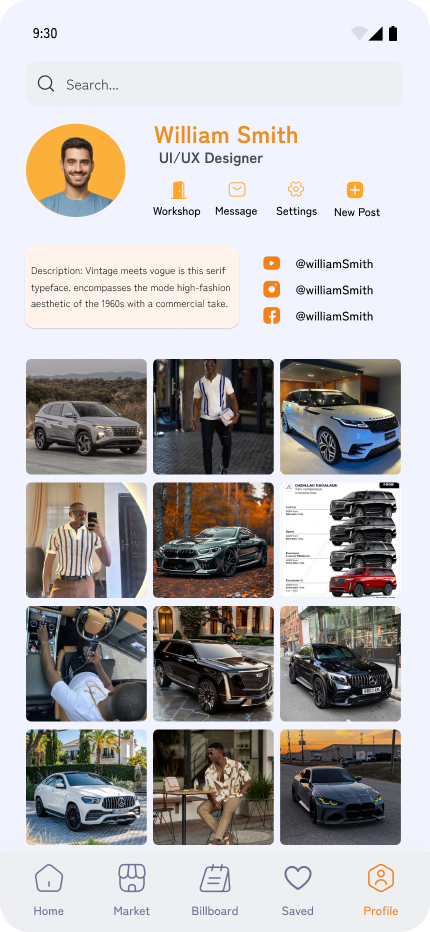 9:30
Search...
William Smith
UI/UX Designer
Workshop Message Settings New Post
Description: Vintage meets vogue is this serif
typeface. encompasses the mode high-fashion
aesthetic of the 1960s with a commercial take.
@williamSmith
@williamSmith
@williamSmith
CADILLAC ESCALADE
Luxury
Sport
Home Market Billboard Saved Profile